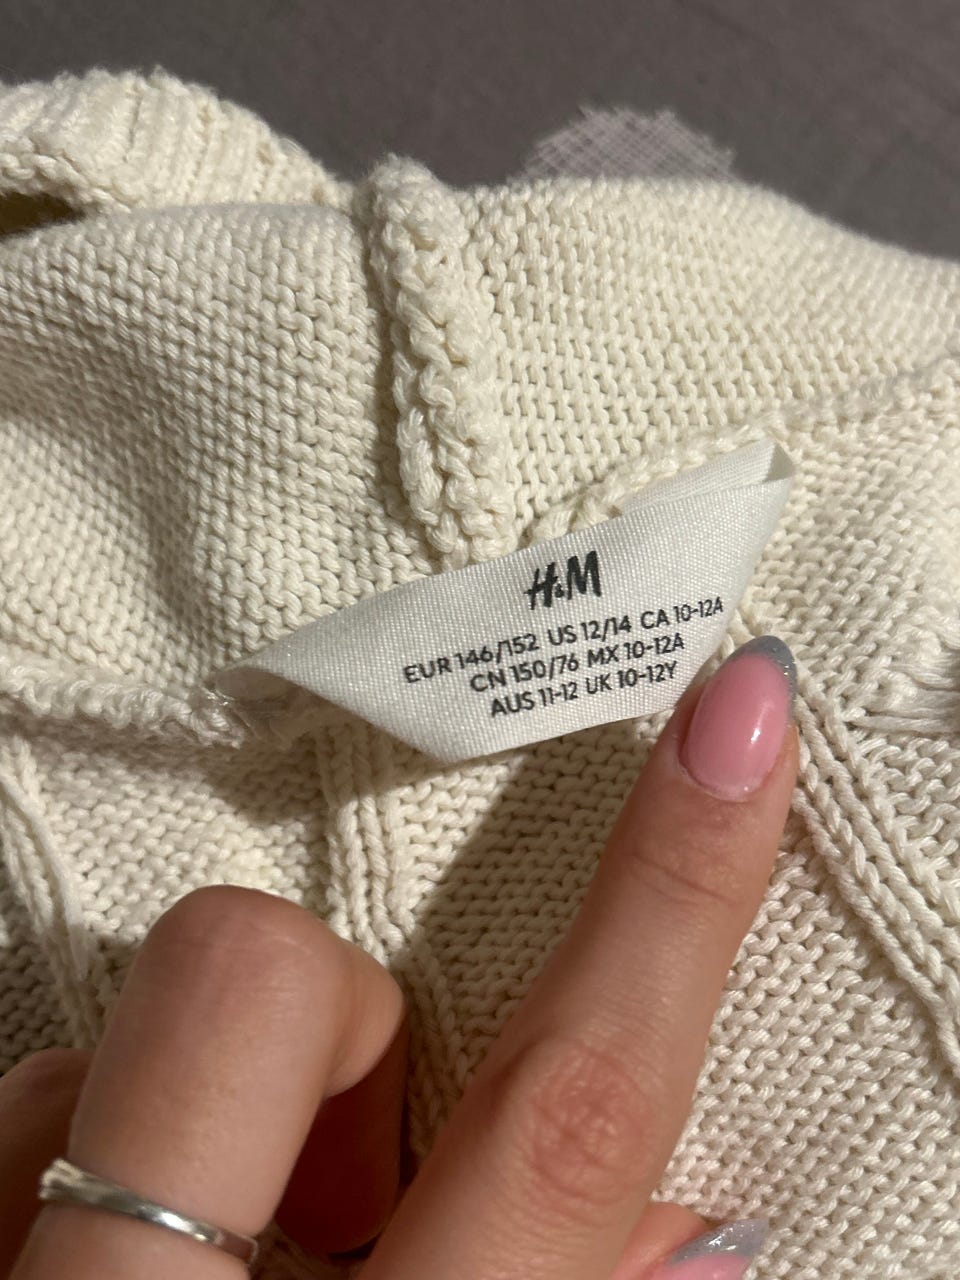 H&M
EUR 146/152 US 12/14 CA 10-12A
CN 150/76 MX 10-12A
AUS 11-12 UK 10-12Y